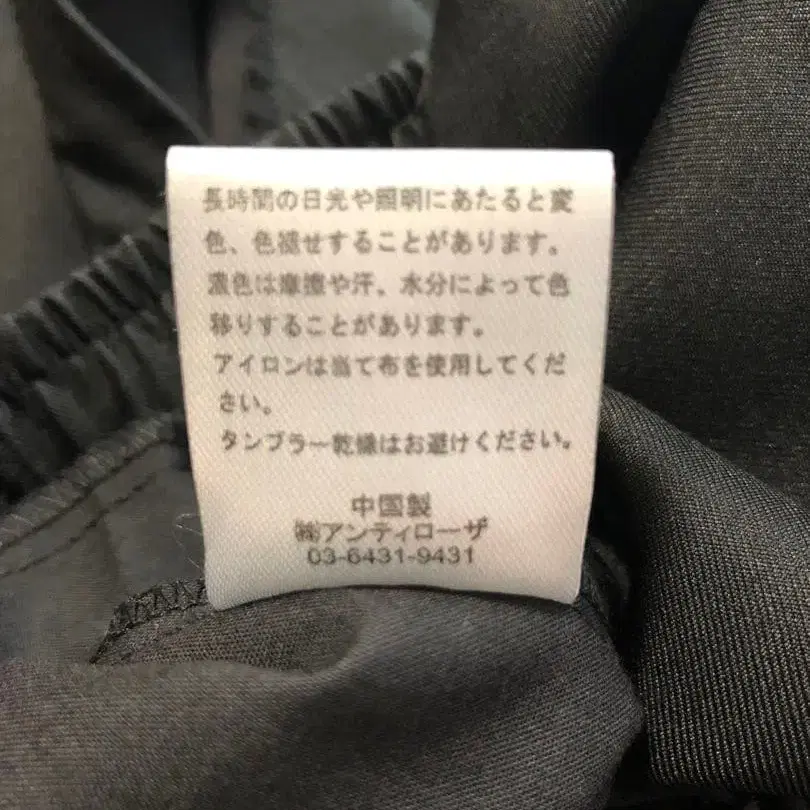 長時間の日光や照明にあたると変
色、色褪せすることがあります。
濃色は摩擦や汗、水分によって色
移りすることがあります。
アイロンは当て布を使用してくだ
さい。
タンブラー乾燥はお避けください。
中国製
㈱アンティローザ
03-6431-9431